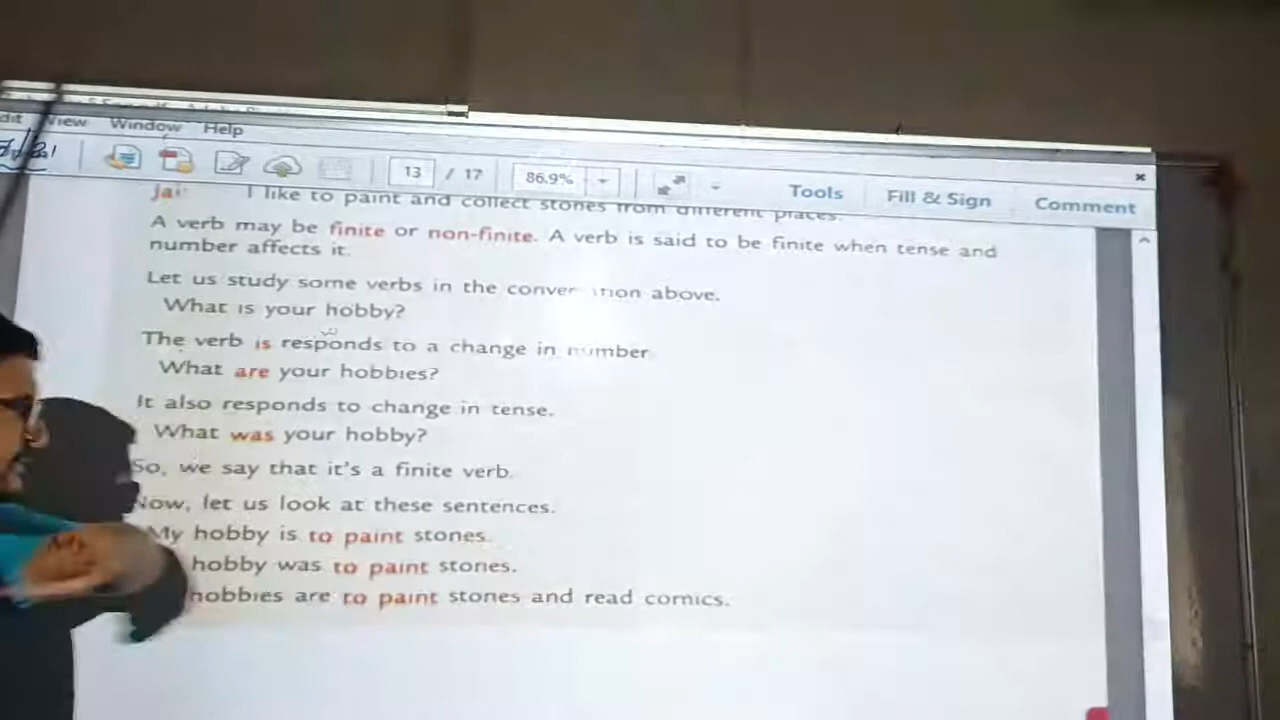 dit View Window Help
13 / 17 86.9% Tools Fill & Sign Comment
Jai: I like to paint and collect stones from different places.
A verb may be finite or non-finite. A verb is said to be finite when tense and
number affects it.
Let us study some verbs in the conversation above.
What is your hobby?
The verb is responds to a change in number
What are your hobbies?
It also responds to change in tense.
What was your hobby?
So, we say that it's a finite verb.
Now, let us look at these sentences.
My hobby is to paint stones.
hobby was to paint stones.
hobbies are to paint stones and read comics.